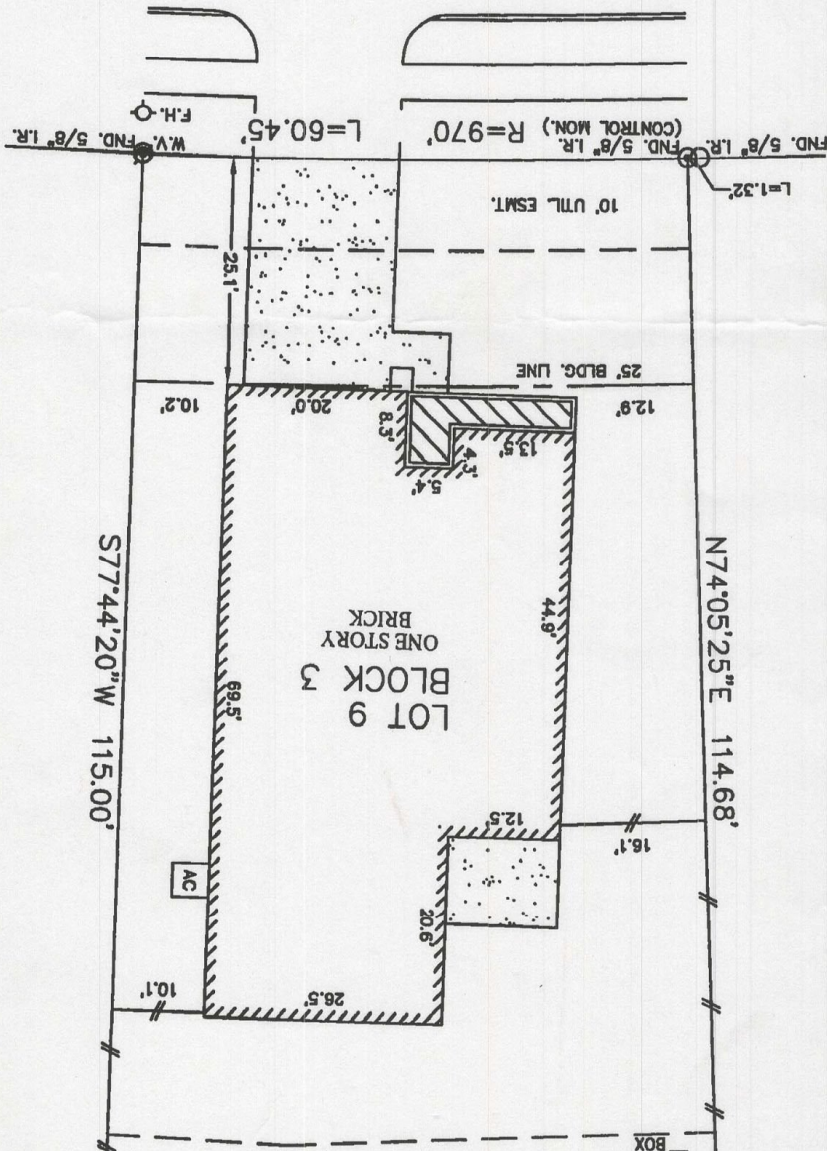 F.H.
L=60.45'
R=970'
(CONTROL MON.)
W.V.
FND. 5/8" I.R.
FND. 5/8" I.R.
FND. 5/8" I.R.
L=1.32'
10' UTIL. ESMT.
25.1'
25' BLDG. LINE
10.2'
20.0'
8.3'
12.9'
13.5'
4.3'
5.4'
S77°44'20"W 115.00'
N74°05'25"E 114.68'
44.9'
LOT 9
BLOCK 3
ONE STORY
BRICK
69.5'
12.5'
16.1'
AC
20.6'
10.1'
26.5'
BOX